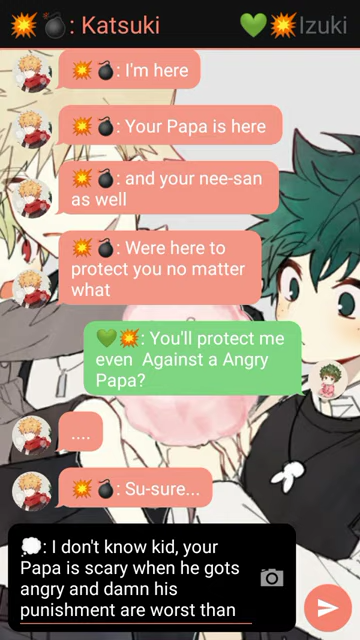 💥💣: Katsuki
💚💥Izuki
💥💣: I'm here
💥💣: Your Papa is here
💥💣: and your nee-san
as well
💥💣: Were here to
protect you no matter
what
💚💥: You'll protect me
even  Against a Angry
Papa?
....
💥💣: Su-sure...
💭: I don't know kid, your
Papa is scary when he gots
angry and damn his
punishment are worst than